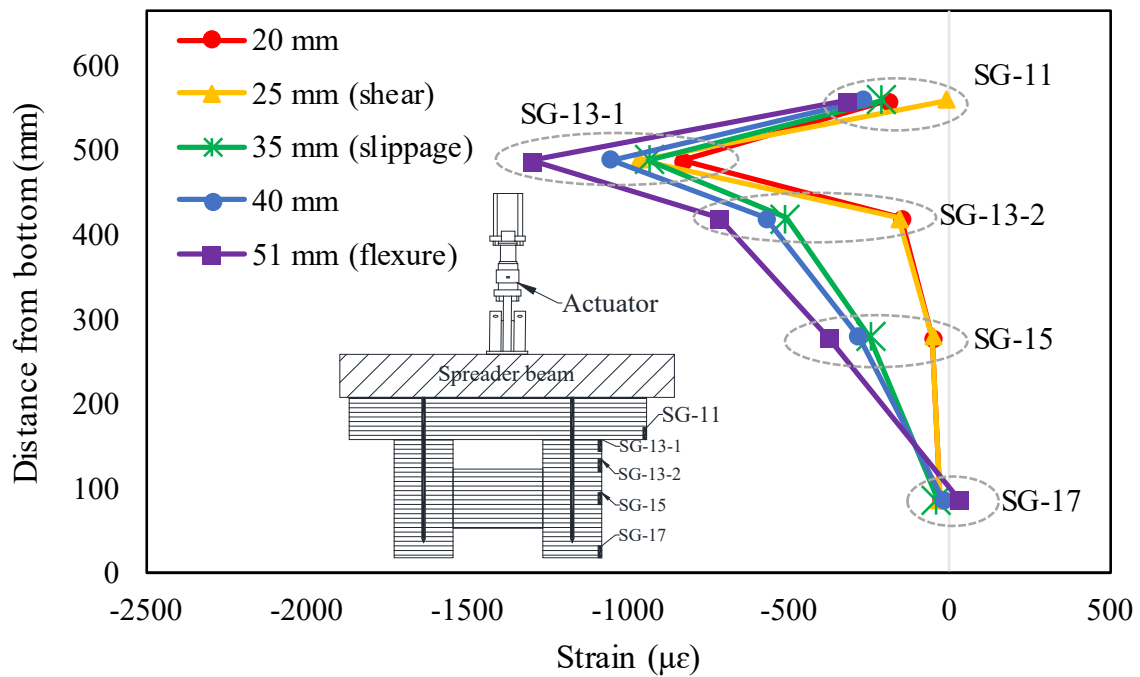 600
500
400
300
200
100
0
Distance from bottom (mm)
20 mm
25 mm (shear)
35 mm (slippage)
40 mm
51 mm (flexure)
SG-11
SG-13-1
SG-13-2
SG-15
SG-17
Actuator
Spreader beam
SG-11
SG-13-1
SG-13-2
SG-15
SG-17
-2500 -2000 -1500 -1000 -500 0 500
Strain (με)